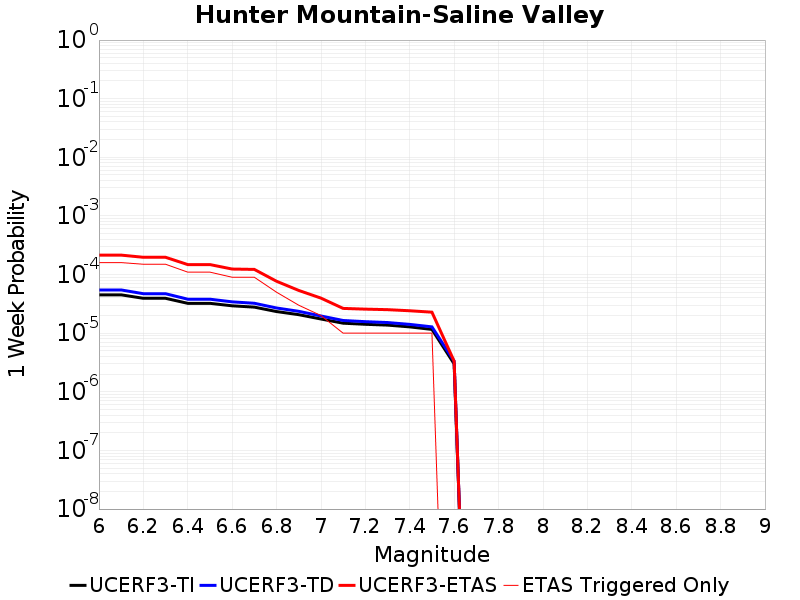 Hunter Mountain-Saline Valley
1 Week Probability
10^0
10^-1
10^-2
10^-3
10^-4
10^-5
10^-6
10^-7
10^-8
6 6.2 6.4 6.6 6.8 7 7.2 7.4 7.6 7.8 8 8.2 8.4 8.6 8.8 9
Magnitude
UCERF3-TI UCERF3-TD UCERF3-ETAS ETAS Triggered Only